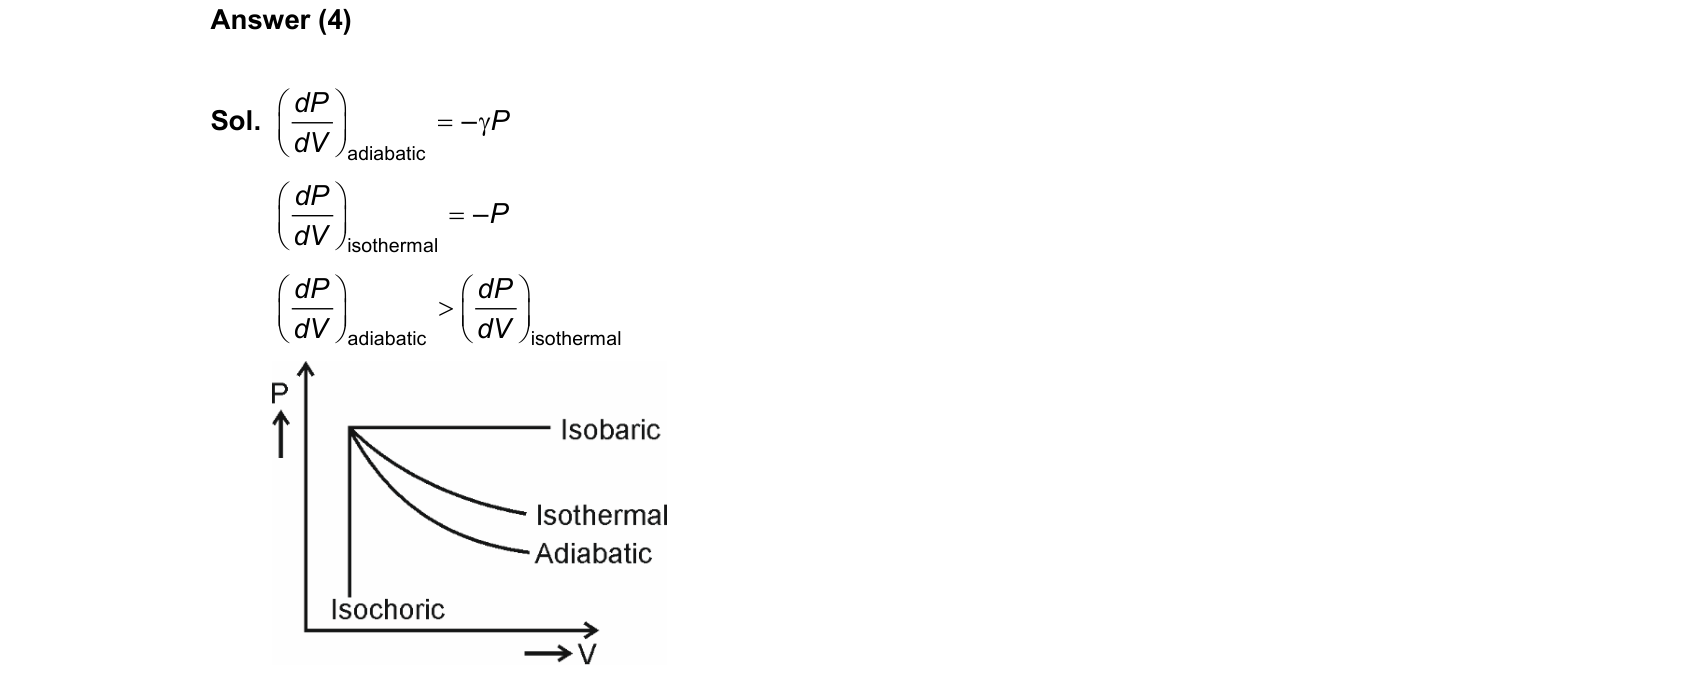 Answer (4)
Sol. (dP/dV)adiabatic = –γP
(dP/dV)isothermal = –P
(dP/dV)adiabatic > (dP/dV)isothermal
P
Isobaric
Isothermal
Adiabatic
Isochoric
V